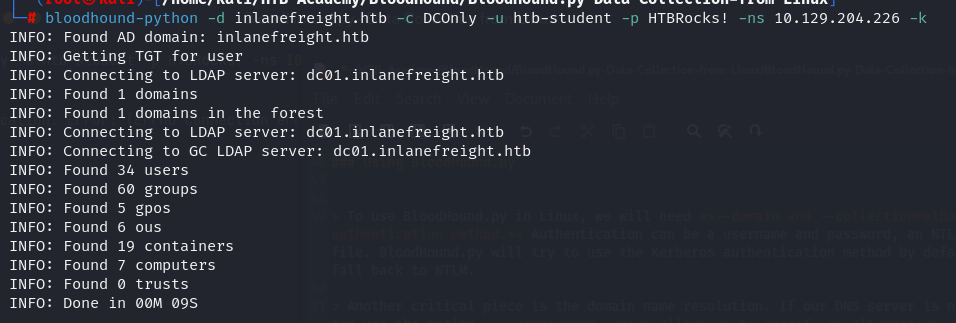 (root㉿kali)-[/home/kali/HTB Academy/BloodHound/BloodHound.py Data Collection-from Linux]
└─# bloodhound-python -d inlanefreight.htb -c DCOnly -u htb-student -p HTBRocks! -ns 10.129.204.226 -k
INFO: Found AD domain: inlanefreight.htb
INFO: Getting TGT for user
INFO: Connecting to LDAP server: dc01.inlanefreight.htb
INFO: Found 1 domains
INFO: Found 1 domains in the forest
INFO: Connecting to LDAP server: dc01.inlanefreight.htb
INFO: Connecting to GC LDAP server: dc01.inlanefreight.htb
INFO: Found 34 users
INFO: Found 60 groups
INFO: Found 5 gpos
INFO: Found 6 ous
INFO: Found 19 containers
INFO: Found 7 computers
INFO: Found 0 trusts
INFO: Done in 00M 09S